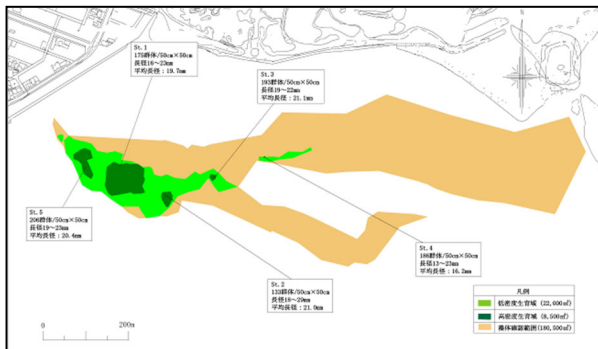 St.1
175群体/50cm×50cm
長径16～23mm
平均長径：19.7mm
St.3
193群体/50cm×50cm
長径19～22mm
平均長径：21.1mm
St.5
206群体/50cm×50cm
長径19～23mm
平均長径：20.4mm
St.4
186群体/50cm×50cm
長径13～23mm
平均長径：16.2mm
St.2
133群体/50cm×50cm
長径18～29mm
平均長径：21.0mm
凡例
低密度生育域 (22,000㎡)
高密度生育域 (8,500㎡)
藻体確認範囲 (180,500㎡)
0 200m